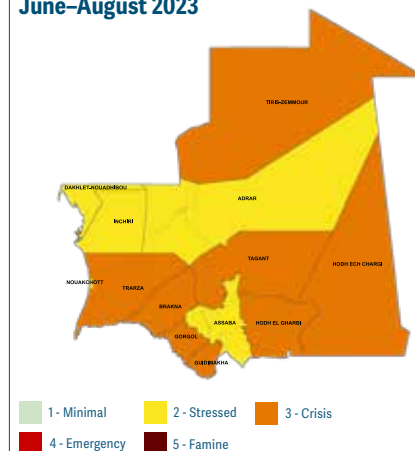 June–August 2023
TIRIS-ZEMMOUR
DAKHLET-NOUADHIBOU
ADRAR
INCHIRI
TAGANT
HODH ECH CHARGI
NOUAKCHOTT
TRARZA
BRAKNA
ASSABA
HODH EL GHARBI
GORGOL
GUIDIMAKHA
1 - Minimal
2 - Stressed
3 - Crisis
4 - Emergency
5 - Famine